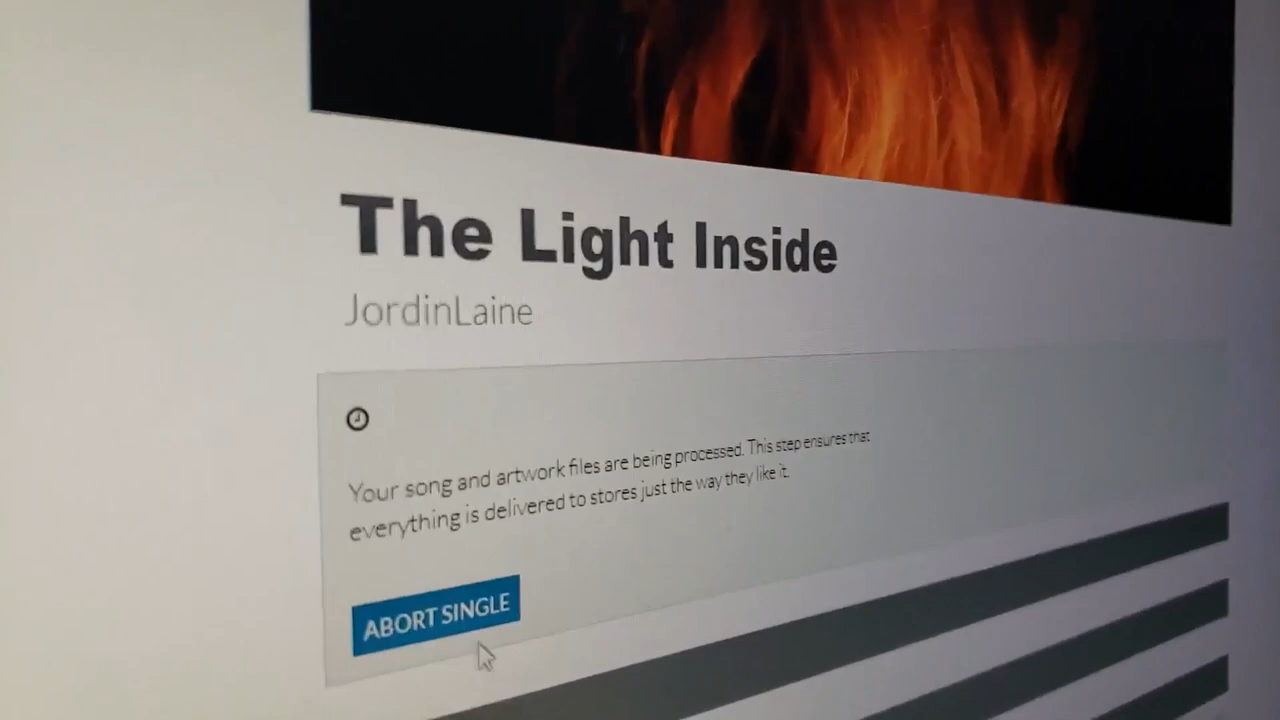 The Light Inside
JordinLaine
Your song and artwork files are being processed. This step ensures that
everything is delivered to stores just the way they like it.
ABORT SINGLE